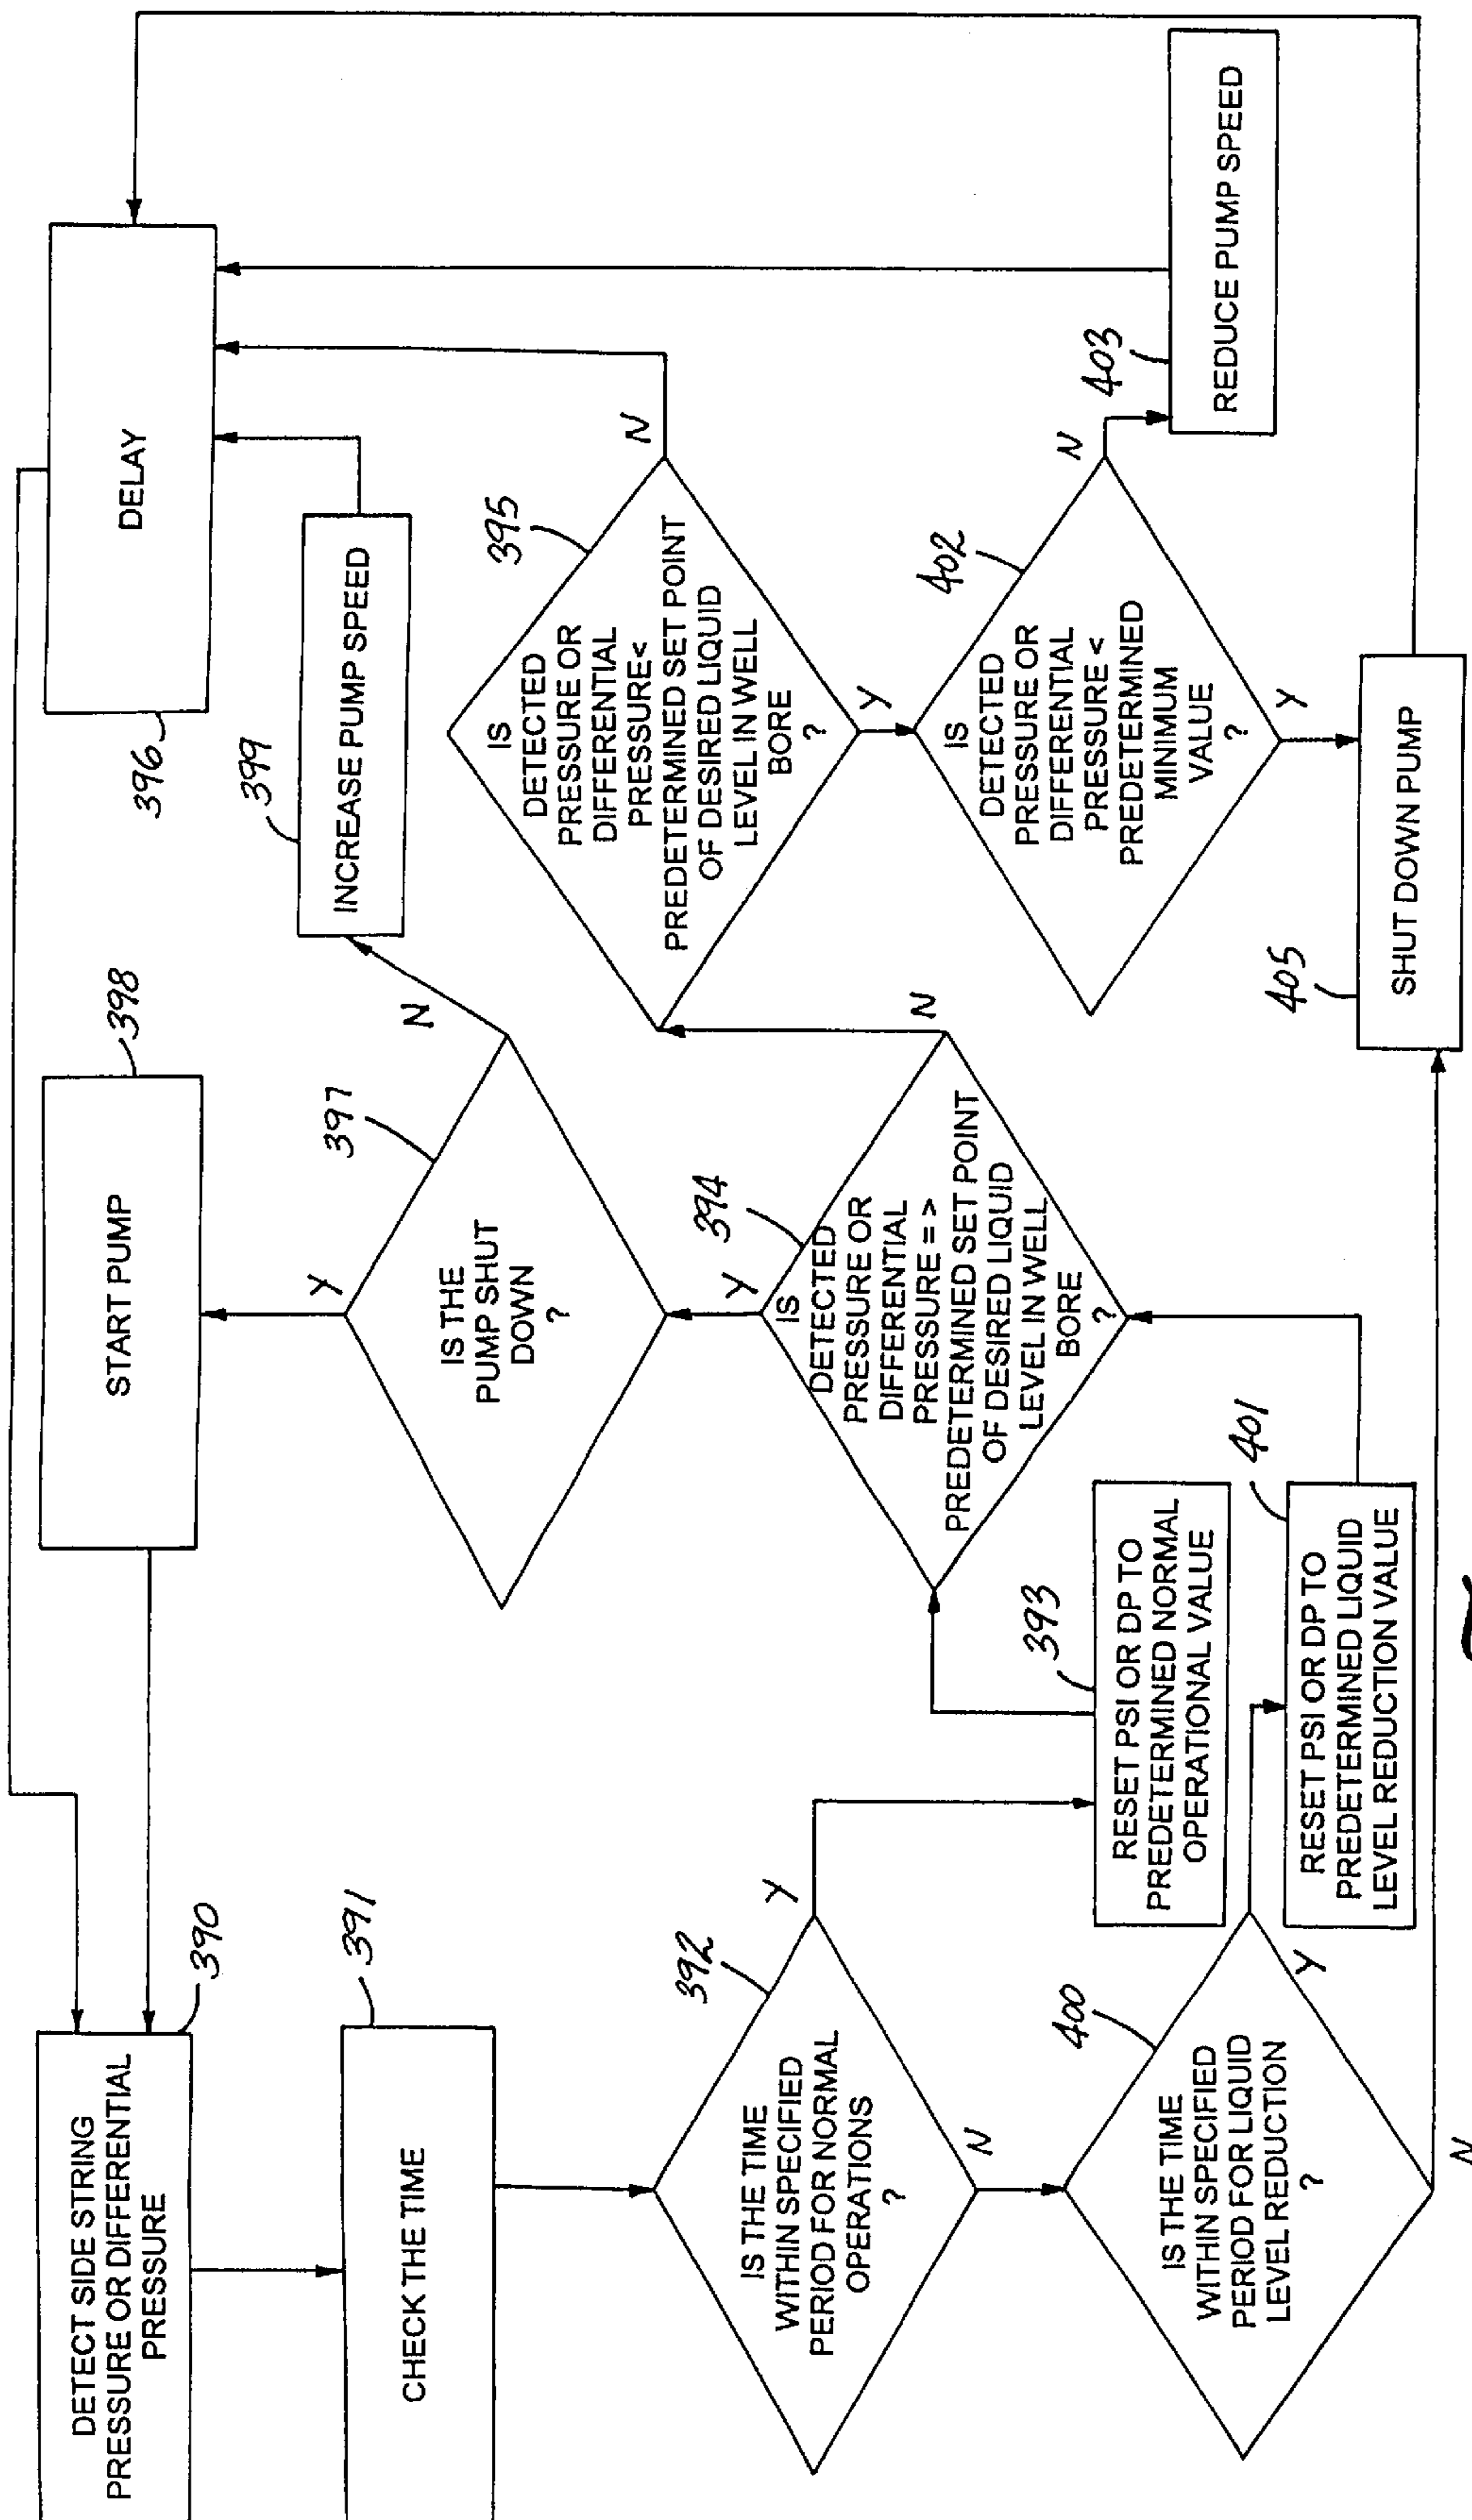 DETECT SIDE STRING
PRESSURE OR DIFFERENTIAL
PRESSURE
390
CHECK THE TIME
391
IS THE TIME
WITHIN SPECIFIED
PERIOD FOR NORMAL
OPERATIONS
?
392
Y
N
IS THE TIME
WITHIN SPECIFIED
PERIOD FOR LIQUID
LEVEL REDUCTION
?
400
Y
N
RESET PSI OR DP TO
PREDETERMINED NORMAL
OPERATIONAL VALUE
393
RESET PSI OR DP TO
PREDETERMINED LIQUID
LEVEL REDUCTION VALUE
401
START PUMP
398
Y
IS THE
PUMP SHUT
DOWN
?
397
N
Y
IS
DETECTED
PRESSURE OR
DIFFERENTIAL
PRESSURE = >
PREDETERMINED SET POINT
OF DESIRED LIQUID
LEVEL IN WELL
BORE
?
394
N
DELAY
396
INCREASE PUMP SPEED
399
IS
DETECTED
PRESSURE OR
DIFFERENTIAL
PRESSURE<
PREDETERMINED SET POINT
OF DESIRED LIQUID
LEVEL IN WELL
BORE
?
395
N
Y
IS
DETECTED
PRESSURE OR
DIFFERENTIAL
PRESSURE <
PREDETERMINED
MINIMUM
VALUE
?
402
N
Y
REDUCE PUMP SPEED
403
SHUT DOWN PUMP
405